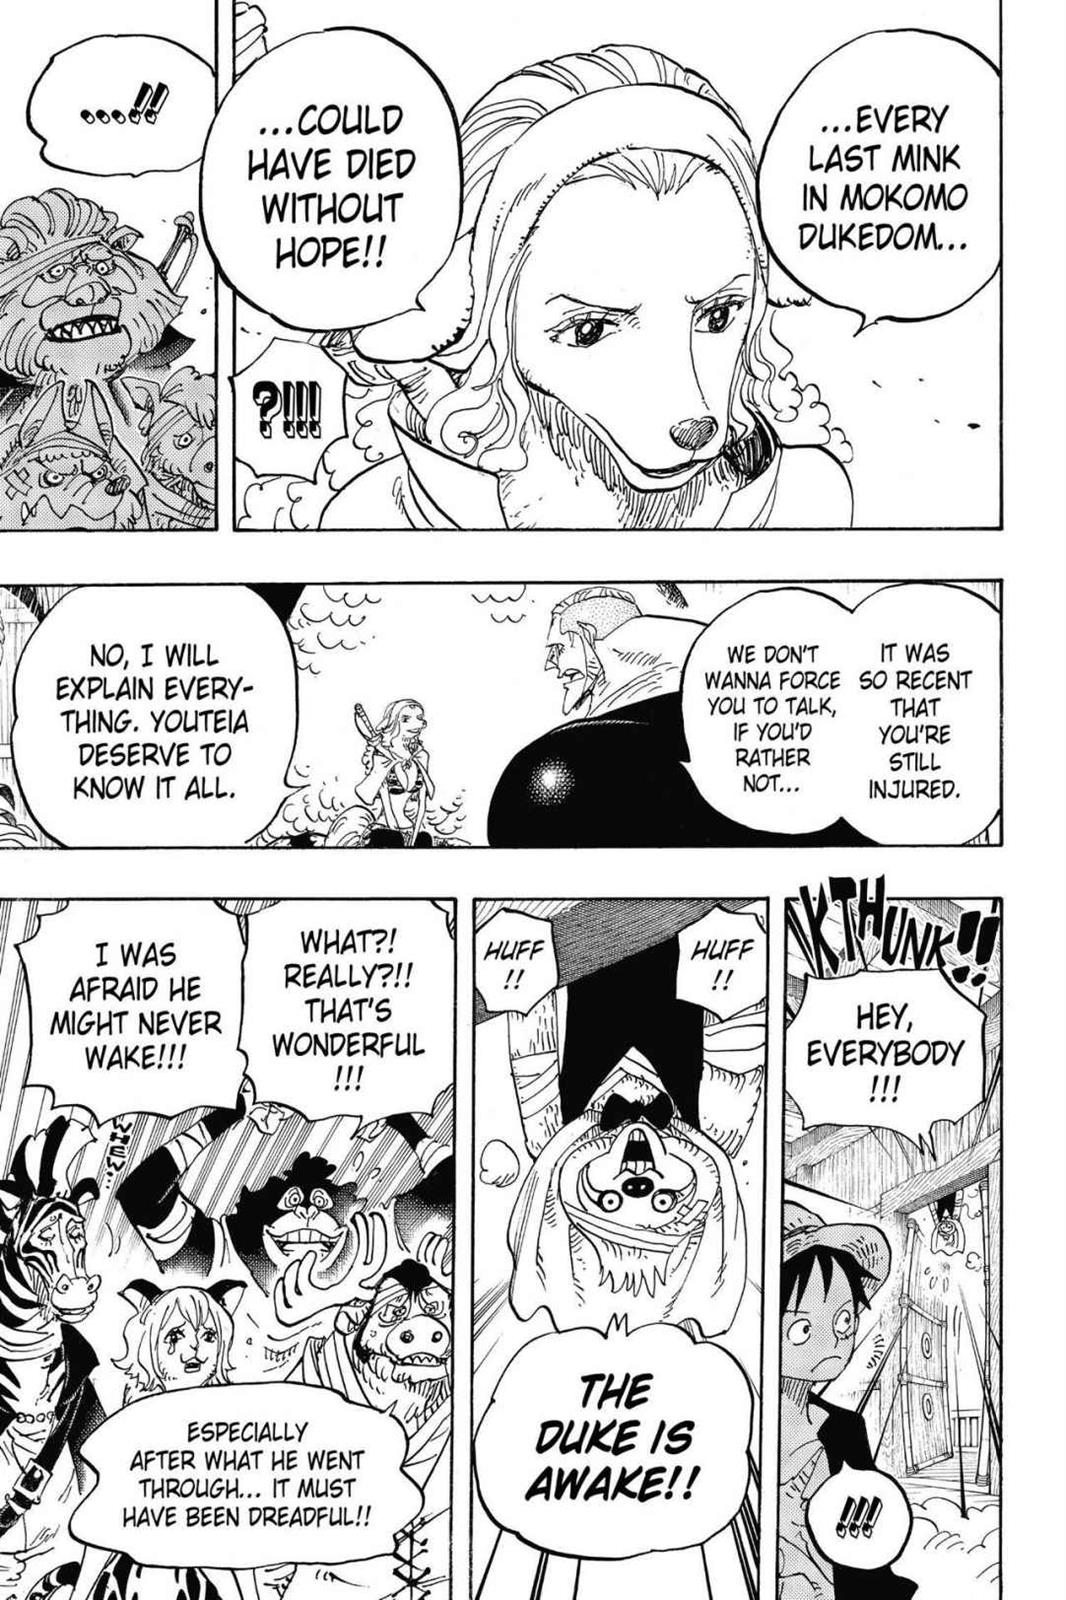 ...EVERY
LAST MINK
IN MOKOMO
DUKEDOM...
...COULD
HAVE DIED
WITHOUT
HOPE!!
?!!!
...!!
IT WAS
SO RECENT
THAT
YOU'RE
STILL
INJURED.
WE DON'T
WANNA FORCE
YOU TO TALK,
IF YOU'D
RATHER
NOT...
NO, I WILL
EXPLAIN EVERY-
THING. YOUTEIA
DESERVE TO
KNOW IT ALL.
KTHUNK!!
HEY,
EVERYBODY
!!!
!!!
HUFF
!!
HUFF
!!
THE
DUKE IS
AWAKE!!
WHAT?!
REALLY?!!
THAT'S
WONDERFUL
!!!
I WAS
AFRAID HE
MIGHT NEVER
WAKE!!!
WHEW...
ESPECIALLY
AFTER WHAT HE WENT
THROUGH... IT MUST
HAVE BEEN DREADFUL!!